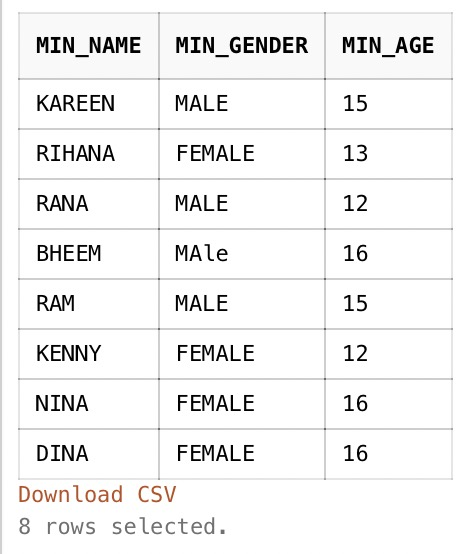 MIN_NAME MIN_GENDER MIN_AGE
KAREEN MALE 15
RIHANA FEMALE 13
RANA MALE 12
BHEEM MAle 16
RAM MALE 15
KENNY FEMALE 12
NINA FEMALE 16
DINA FEMALE 16
Download CSV
8 rows selected.